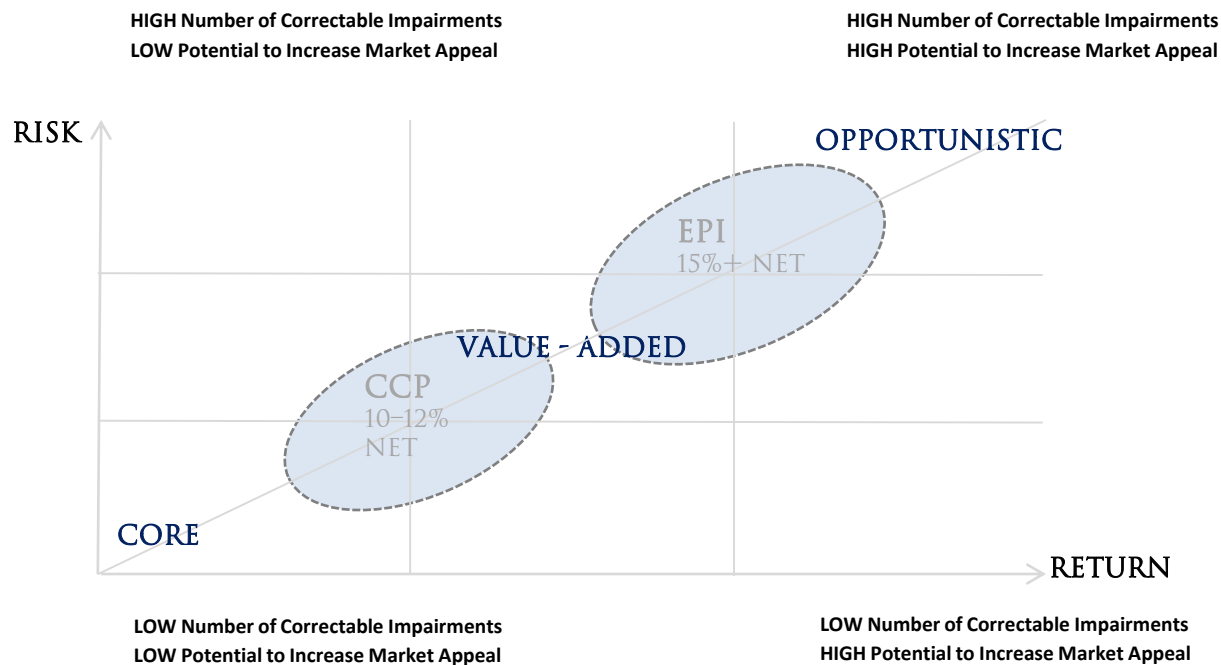 HIGH Number of Correctable Impairments
LOW Potential to Increase Market Appeal
HIGH Number of Correctable Impairments
HIGH Potential to Increase Market Appeal
RISK
OPPORTUNISTIC
EPI
15%+ NET
VALUE - ADDED
CCP
10–12%
NET
CORE
RETURN
LOW Number of Correctable Impairments
LOW Potential to Increase Market Appeal
LOW Number of Correctable Impairments
HIGH Potential to Increase Market Appeal